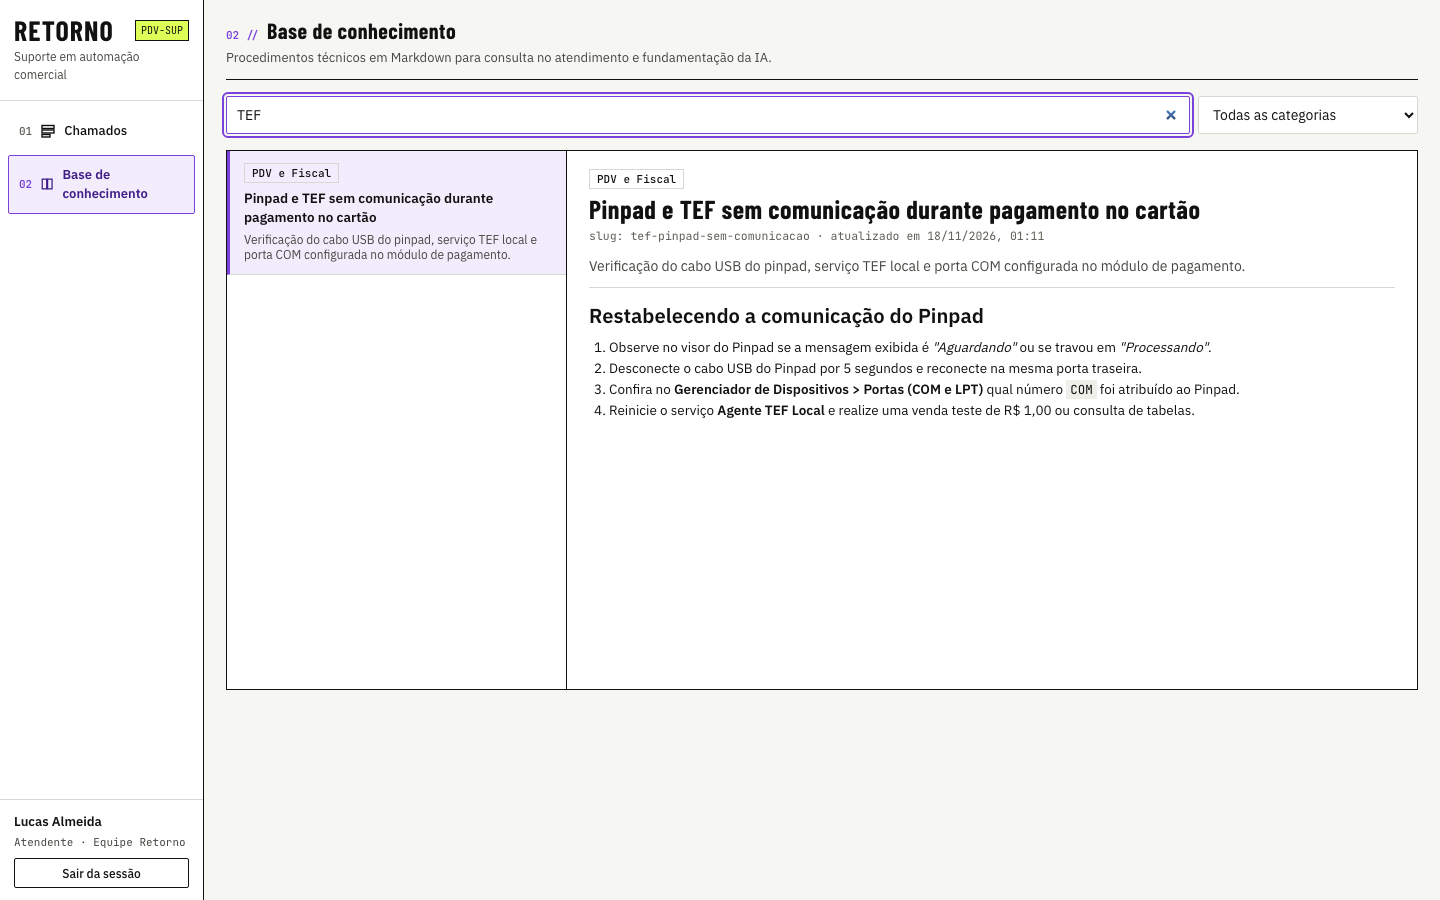 RETORNO
PDV-SUP
Suporte em automação
comercial
01 Chamados
02 Base de
conhecimento
Lucas Almeida
Atendente · Equipe Retorno
Sair da sessão
02 // Base de conhecimento
Procedimentos técnicos em Markdown para consulta no atendimento e fundamentação da IA.
TEF
Todas as categorias
PDV e Fiscal
Pinpad e TEF sem comunicação durante
pagamento no cartão
Verificação do cabo USB do pinpad, serviço TEF local e
porta COM configurada no módulo de pagamento.
PDV e Fiscal
Pinpad e TEF sem comunicação durante pagamento no cartão
slug: tef-pinpad-sem-comunicacao · atualizado em 18/11/2026, 01:11
Verificação do cabo USB do pinpad, serviço TEF local e porta COM configurada no módulo de pagamento.
Restabelecendo a comunicação do Pinpad
1. Observe no visor do Pinpad se a mensagem exibida é "Aguardando" ou se travou em "Processando".
2. Desconecte o cabo USB do Pinpad por 5 segundos e reconecte na mesma porta traseira.
3. Confira no Gerenciador de Dispositivos > Portas (COM e LPT) qual número COM foi atribuído ao Pinpad.
4. Reinicie o serviço Agente TEF Local e realize uma venda teste de R$ 1,00 ou consulta de tabelas.